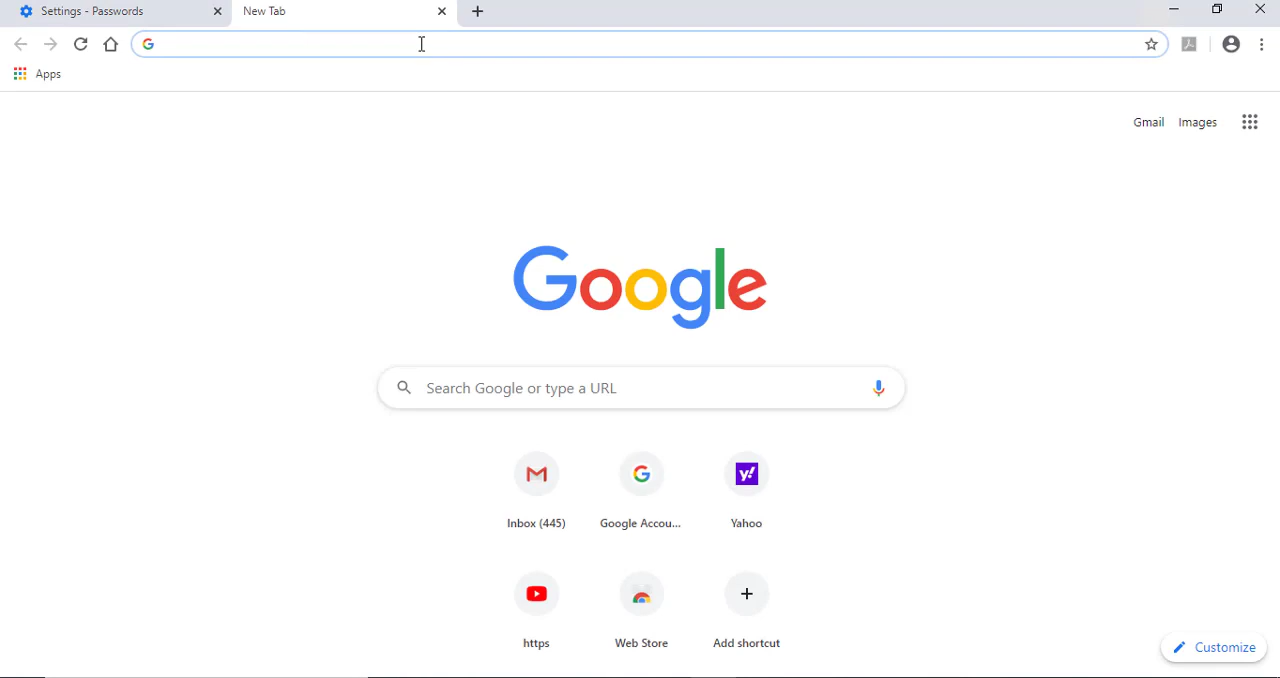 Settings - Passwords
New Tab
Apps
Gmail Images
Google
Search Google or type a URL
Inbox (445) Google Accou... Yahoo
https Web Store Add shortcut
Customize